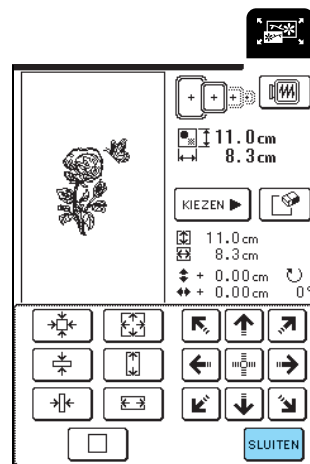 11.0cm
8.3cm
KIEZEN
11.0cm
8.3cm
+ 0.00cm
+ 0.00cm 0°
SLUITEN